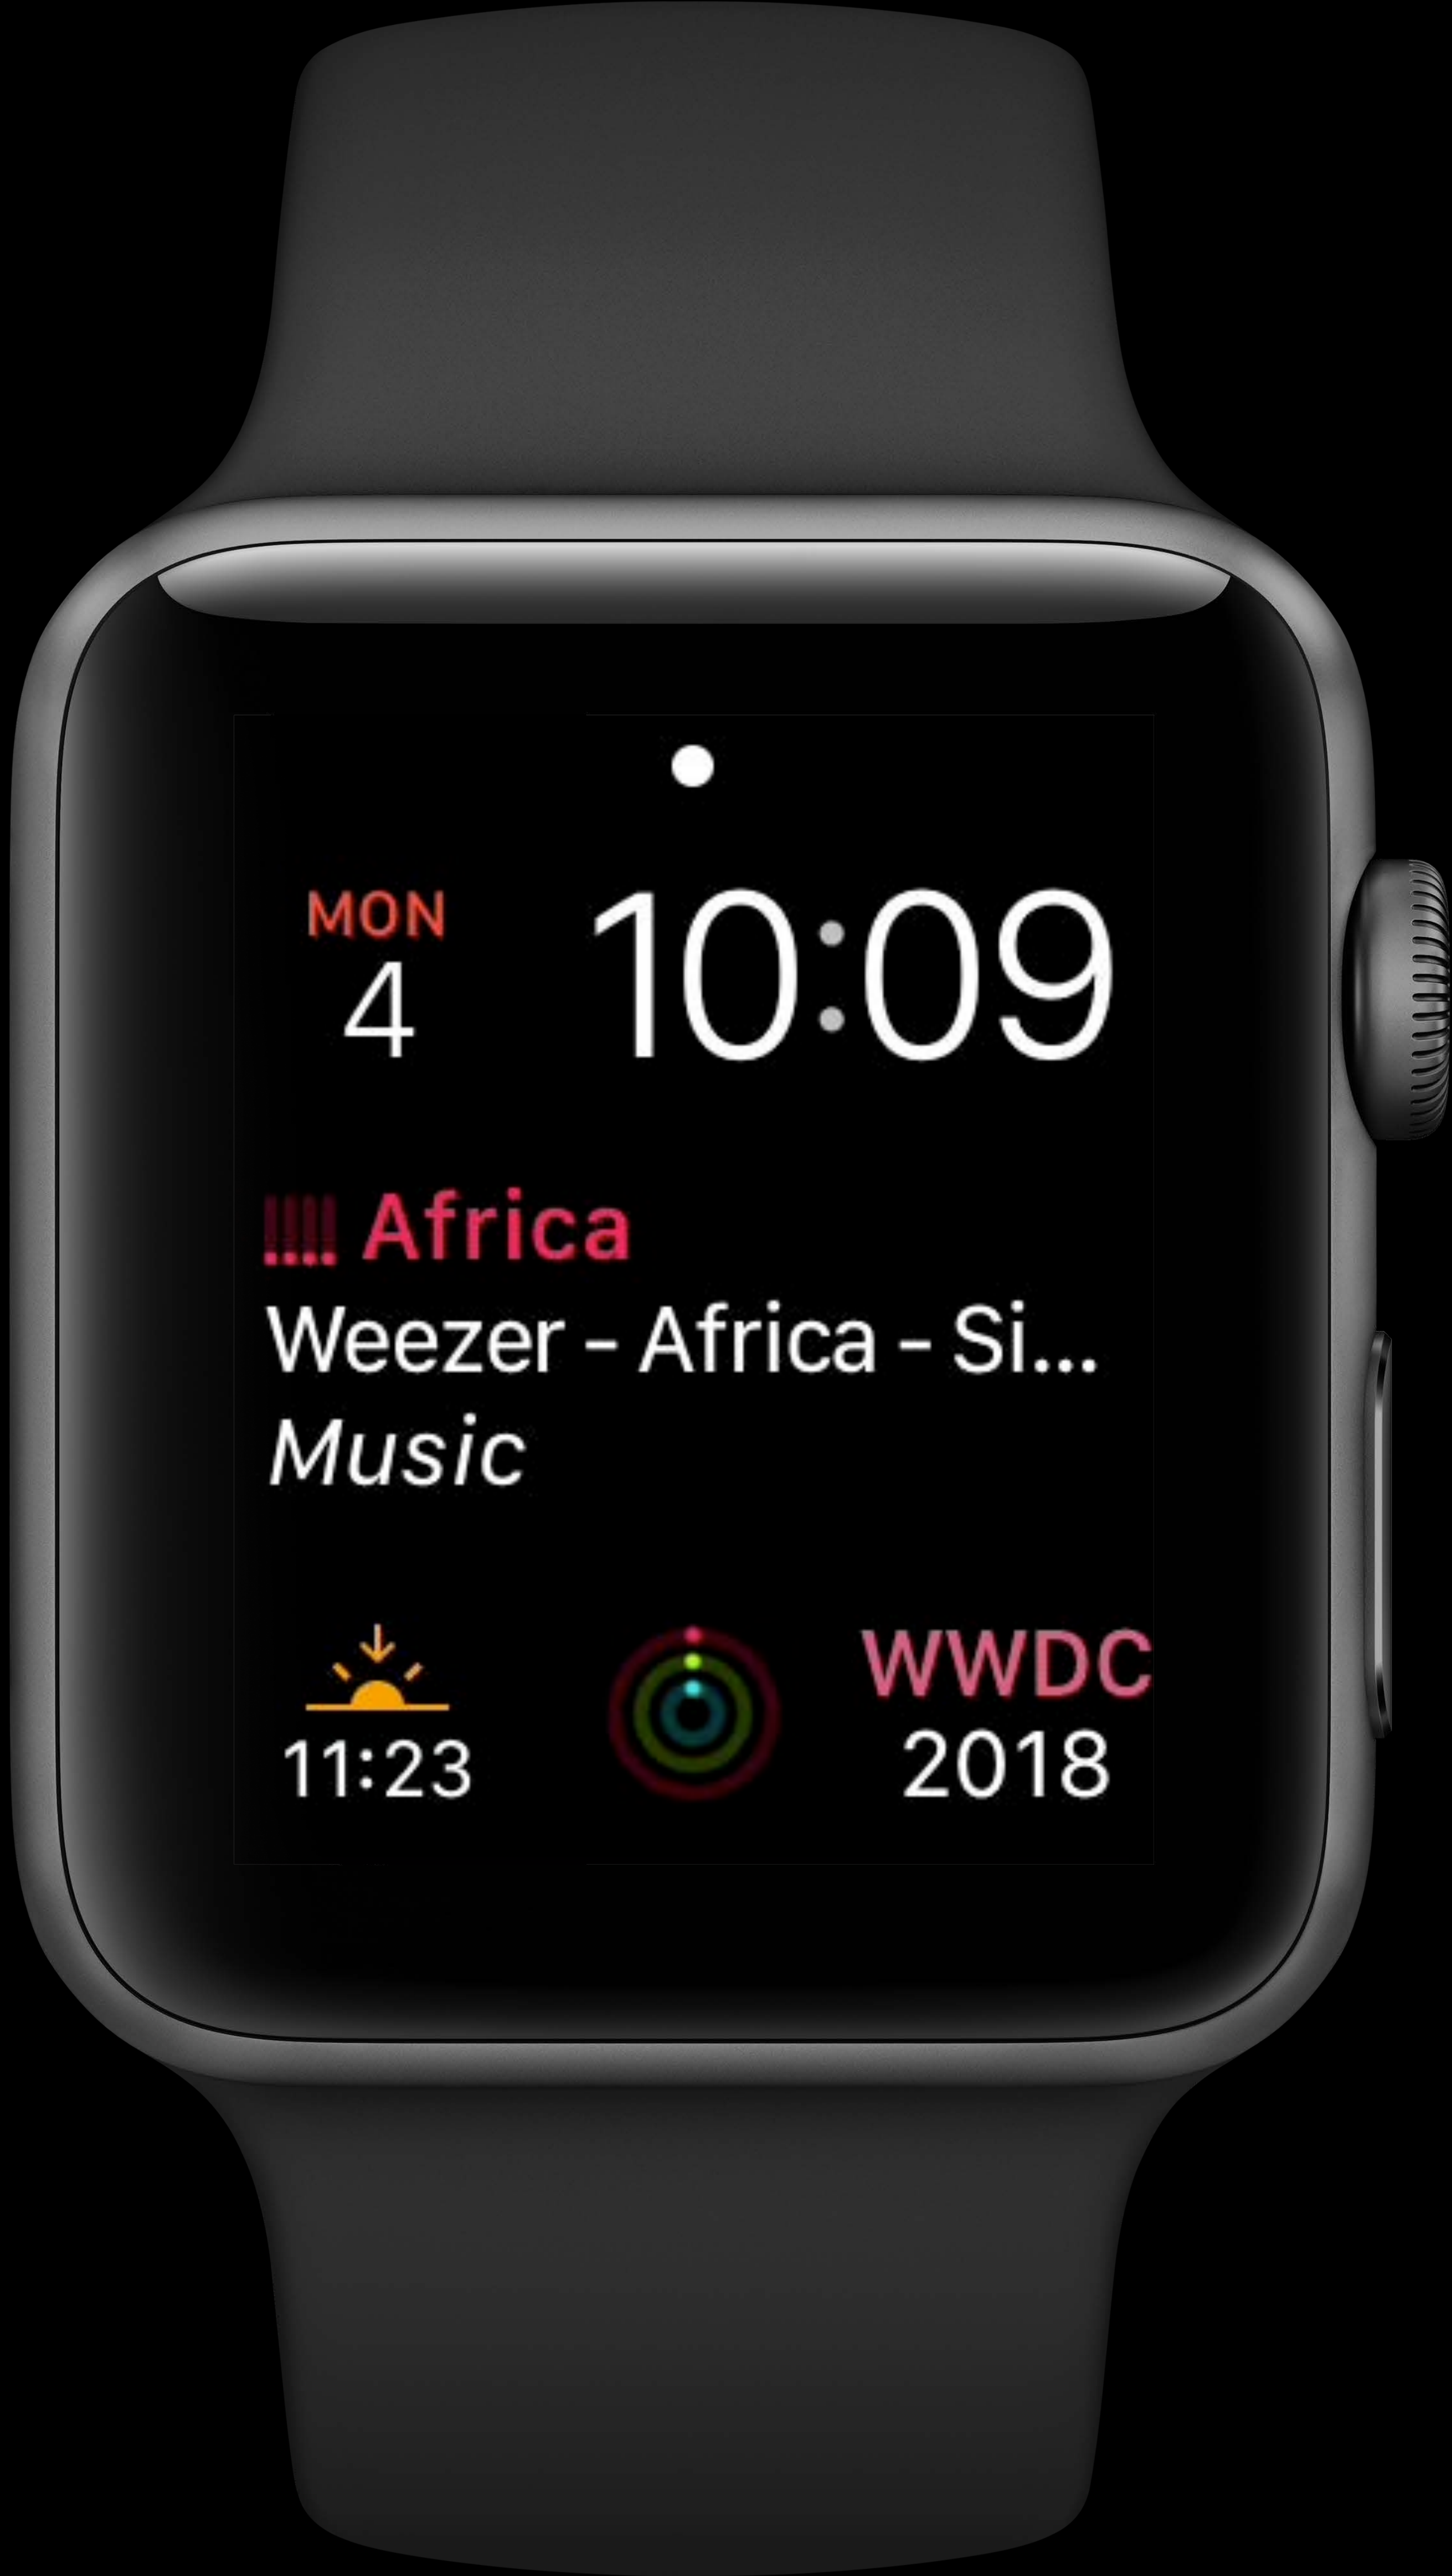 MON
4
10:09
Africa
Weezer - Africa - Si...
Music
11:23
WWDC
2018